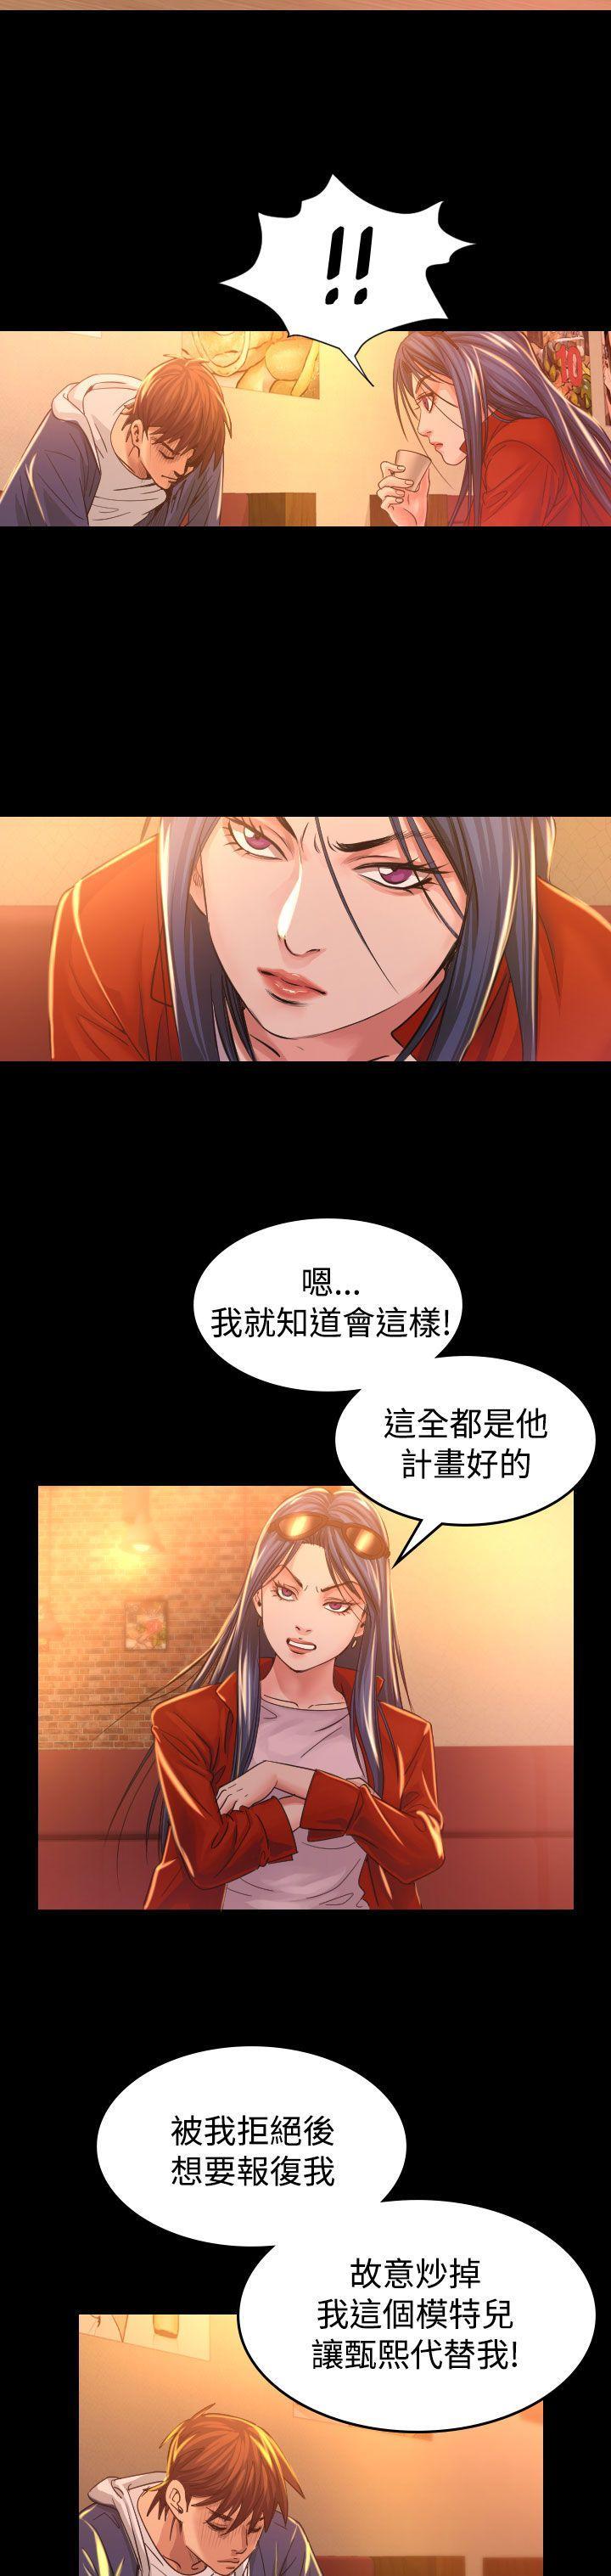 !!
10
嗯...
我就知道會這樣!
這全都是他
計畫好的
被我拒絕後
想要報復我
故意炒掉
我這個模特兒
讓甄熙代替我!